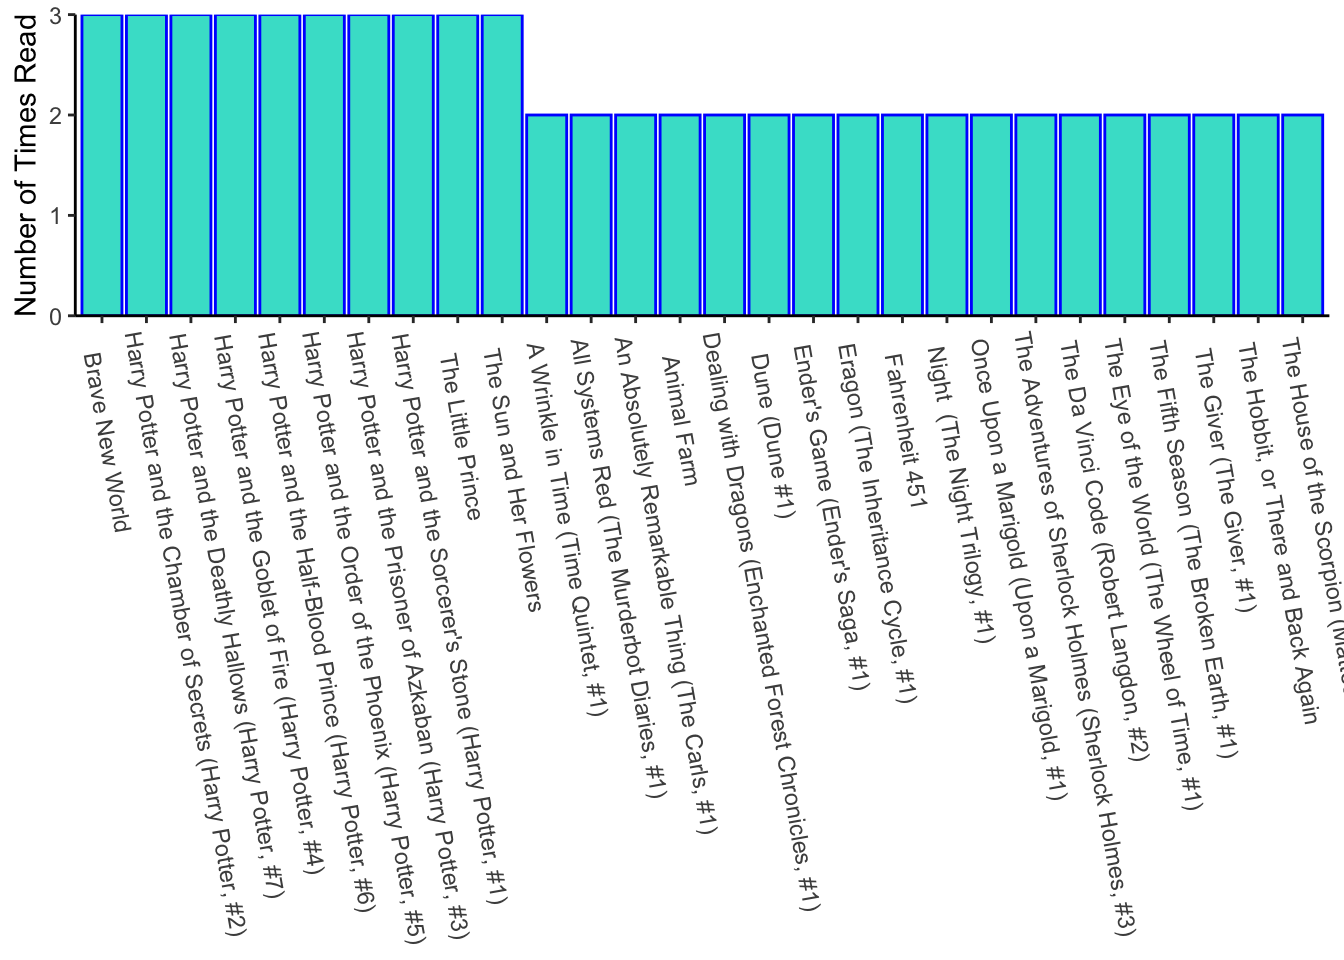 Number of Times Read
3
2
1
0
Brave New World
Harry Potter and the Chamber of Secrets (Harry Potter, #2)
Harry Potter and the Deathly Hallows (Harry Potter, #7)
Harry Potter and the Goblet of Fire (Harry Potter, #4)
Harry Potter and the Half-Blood Prince (Harry Potter, #6)
Harry Potter and the Order of the Phoenix (Harry Potter, #5)
Harry Potter and the Prisoner of Azkaban (Harry Potter, #3)
Harry Potter and the Sorcerer's Stone (Harry Potter, #1)
The Little Prince
The Sun and Her Flowers
A Wrinkle in Time (Time Quintet, #1)
All Systems Red (The Murderbot Diaries, #1)
An Absolutely Remarkable Thing (The Carls, #1)
Animal Farm
Dealing with Dragons (Enchanted Forest Chronicles, #1)
Dune (Dune #1)
Ender's Game (Ender's Saga, #1)
Eragon (The Inheritance Cycle, #1)
Fahrenheit 451
Night (The Night Trilogy, #1)
Once Upon a Marigold (Upon a Marigold, #1)
The Adventures of Sherlock Holmes (Sherlock Holmes, #3)
The Da Vinci Code (Robert Langdon, #2)
The Eye of the World (The Wheel of Time, #1)
The Fifth Season (The Broken Earth, #1)
The Giver (The Giver, #1)
The Hobbit, or There and Back Again
The House of the Scorpion